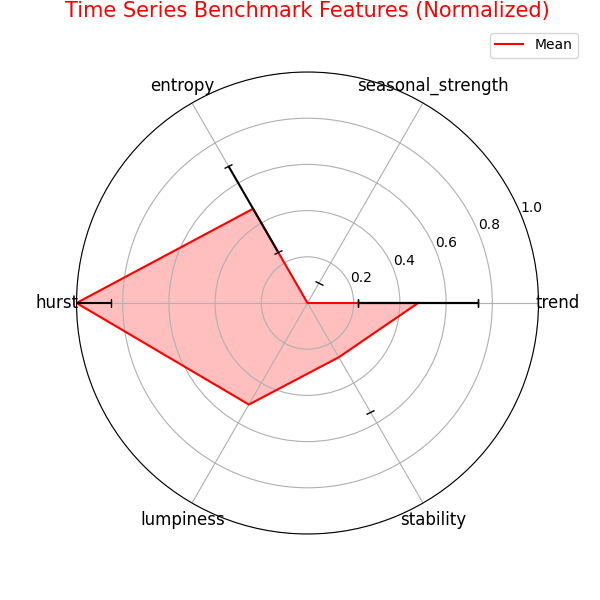 Time Series Benchmark Features (Normalized)
Mean
entropy
seasonal_strength
1.0
0.8
0.6
0.4
0.2
hurst
trend
lumpiness
stability